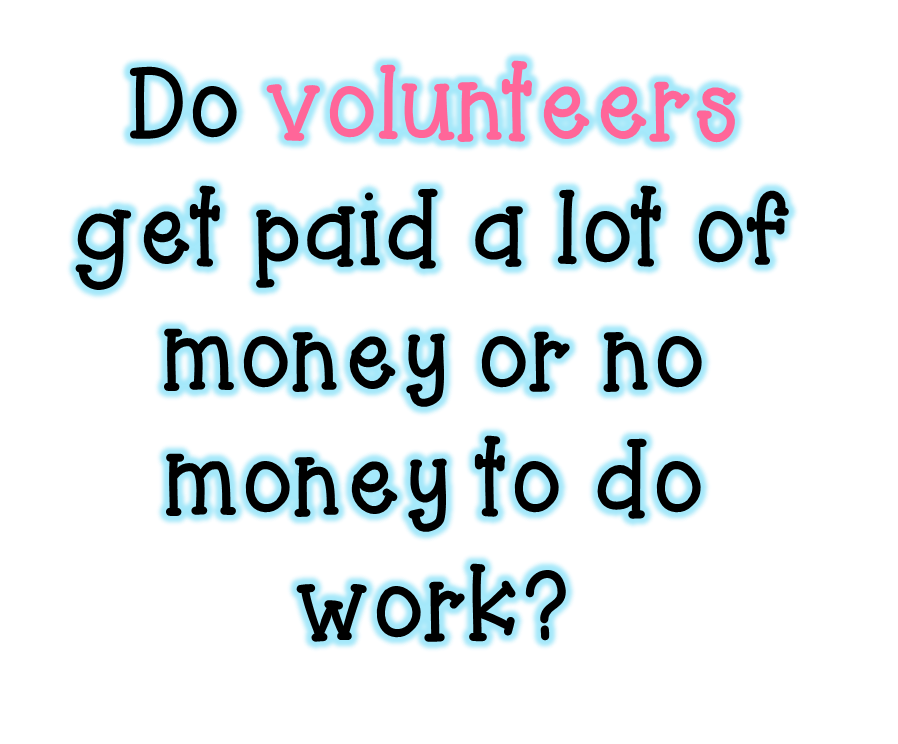 Do volunteers
get paid a lot of
money or no
money to do
work?